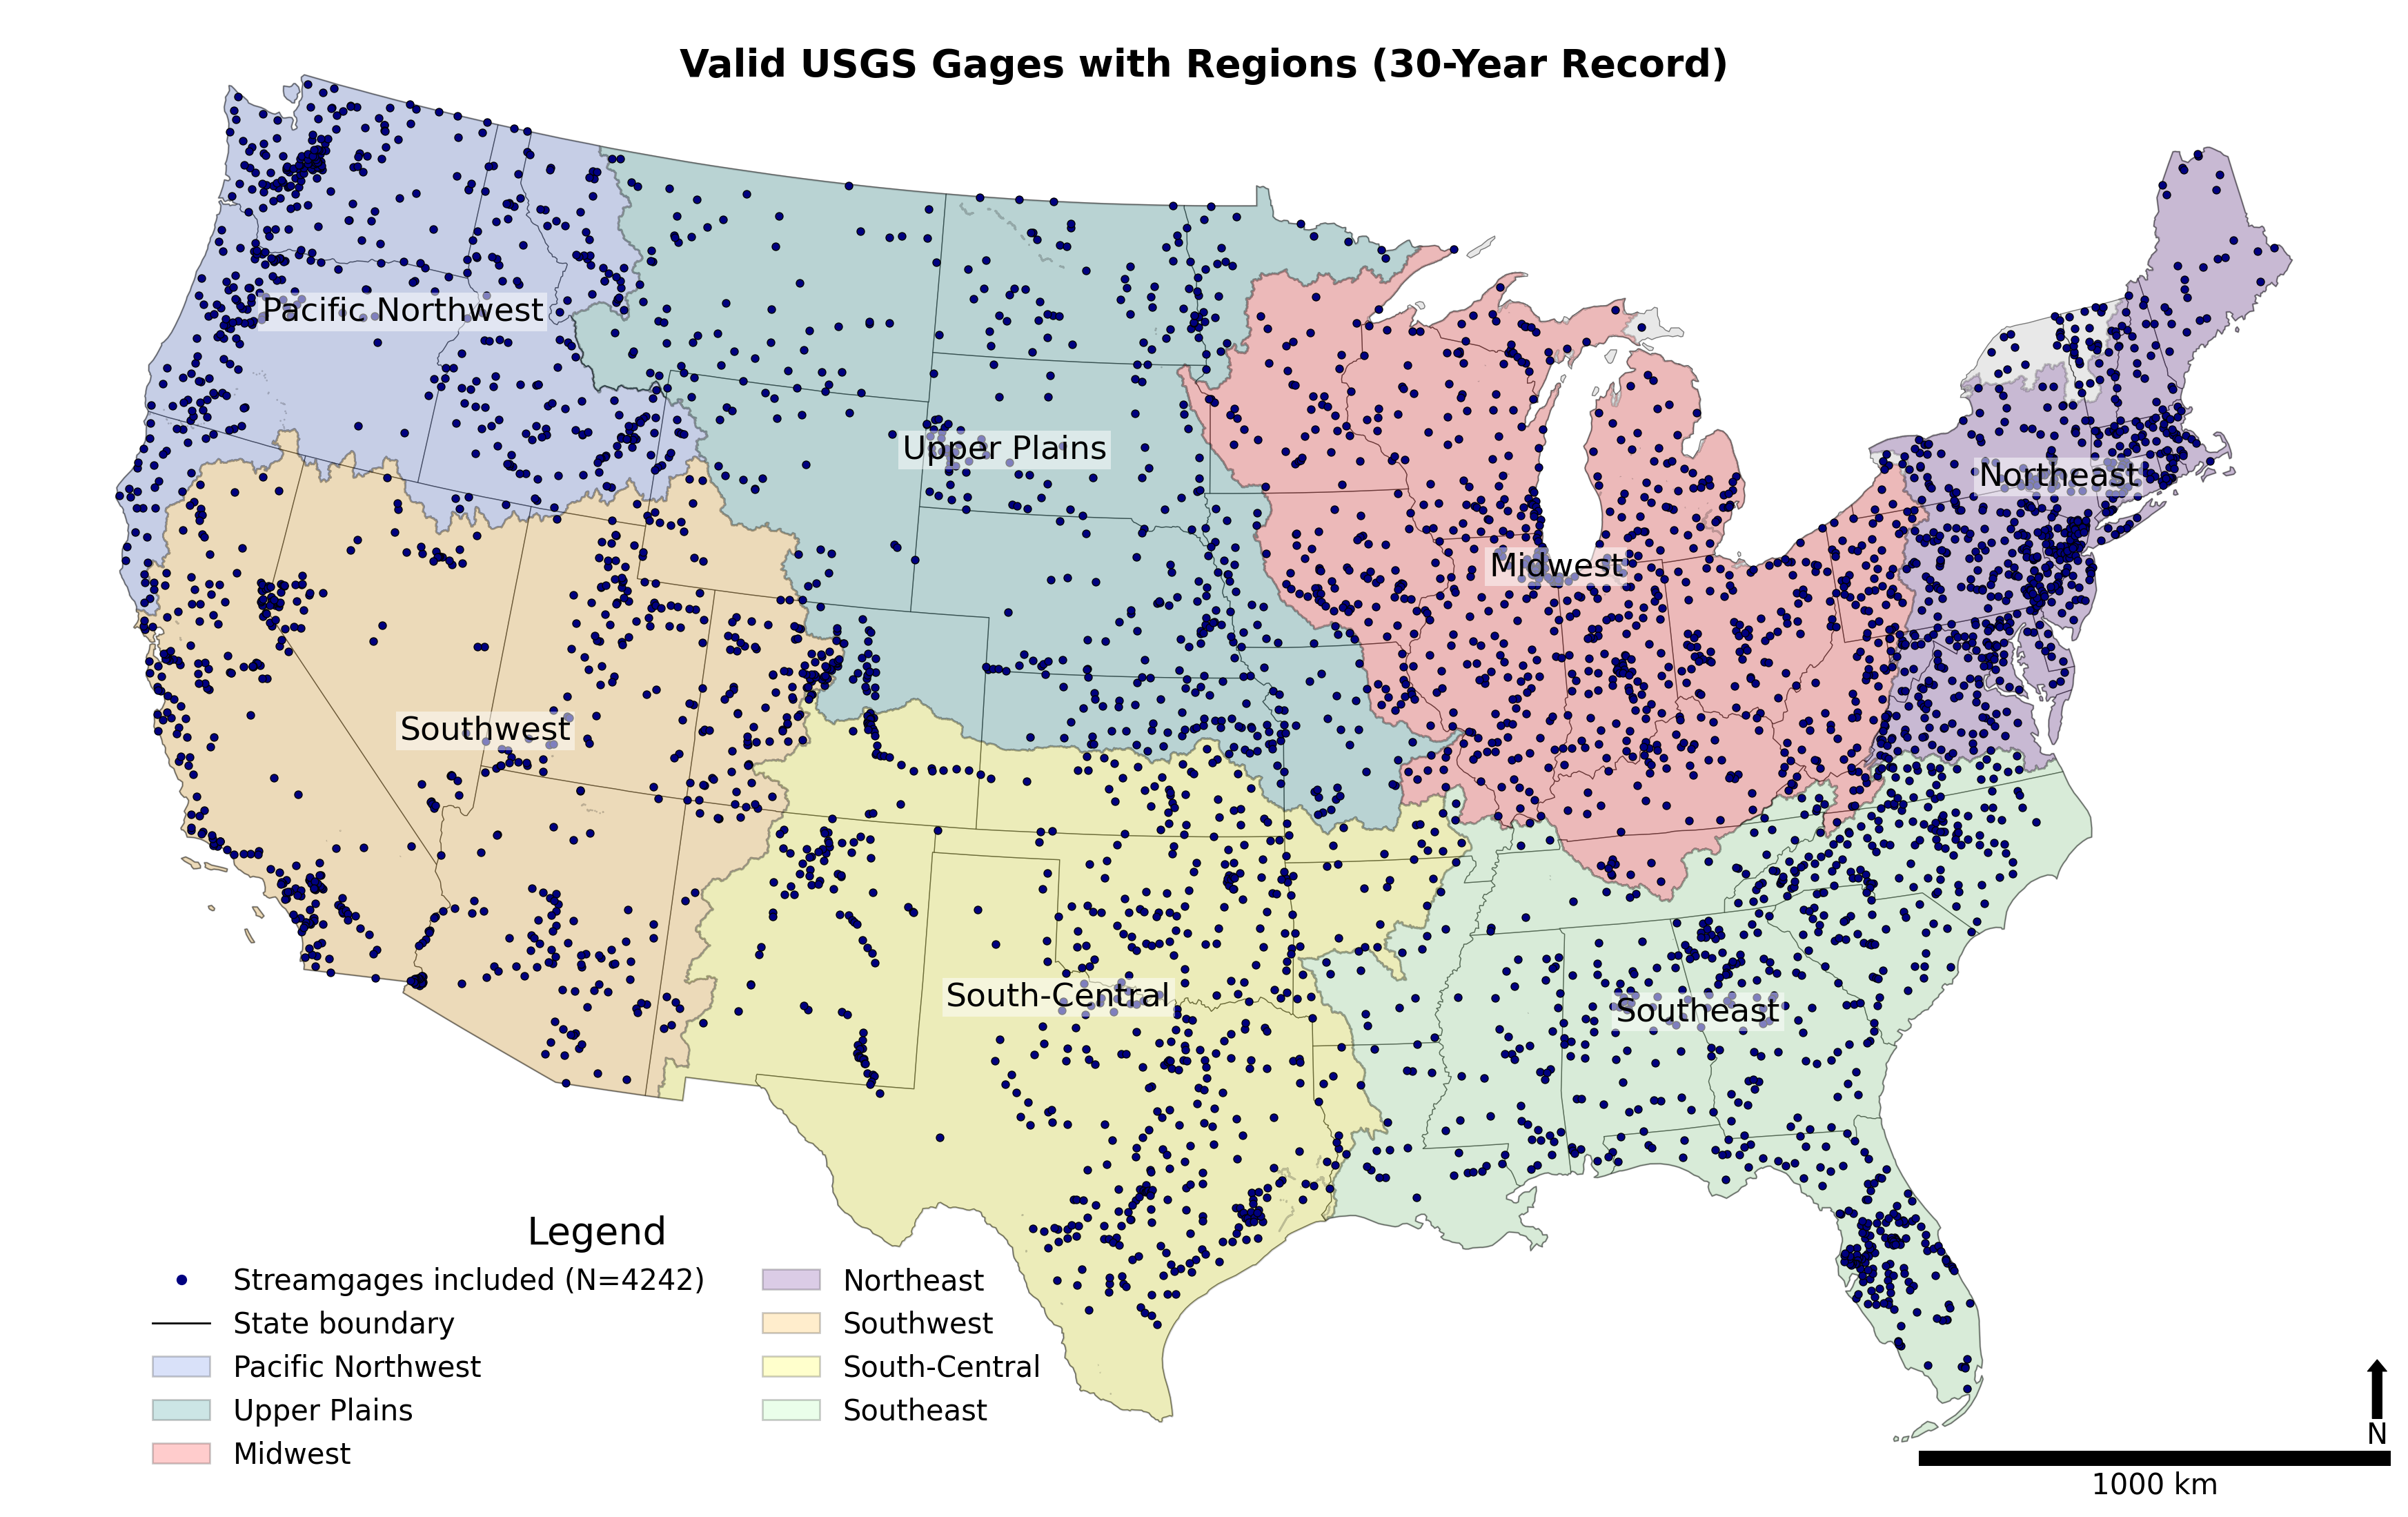 Valid USGS Gages with Regions (30-Year Record)
Pacific Northwest
Upper Plains
Northeast
Midwest
Southwest
South-Central
Southeast
Legend
Streamgages included (N=4242)
State boundary
Pacific Northwest
Upper Plains
Midwest
Northeast
Southwest
South-Central
Southeast
N
1000 km